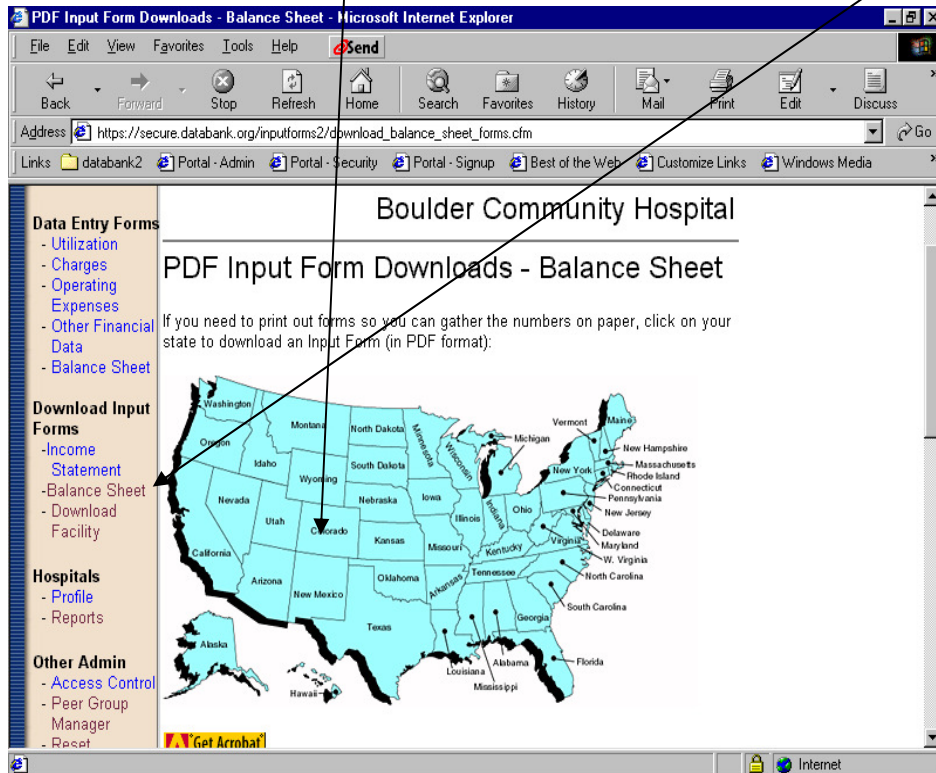 PDF Input Form Downloads - Balance Sheet - Microsoft Internet Explorer
File Edit View Favorites Tools Help eSend
Back Forward Stop Refresh Home Search Favorites History Mail Print Edit Discuss
Address https://secure.databank.org/inputforms2/download_balance_sheet_forms.cfm Go
Links databank2 Portal - Admin Portal - Security Portal - Signup Best of the Web Customize Links Windows Media
Data Entry Forms
- Utilization
- Charges
- Operating
Expenses
- Other Financial
Data
- Balance Sheet
Download Input
Forms
-Income
Statement
-Balance Sheet
- Download
Facility
Hospitals
- Profile
- Reports
Other Admin
- Access Control
- Peer Group
Manager
- Reset
Boulder Community Hospital
PDF Input Form Downloads - Balance Sheet
If you need to print out forms so you can gather the numbers on paper, click on your
state to download an Input Form (in PDF format):
Washington
Montana
North Dakota
Minnesota
Wisconsin
Michigan
Vermont
Maine
New Hampshire
Massachusetts
Rhode Island
Connecticut
Pennsylvania
New Jersey
Delaware
Maryland
W. Virginia
North Carolina
South Carolina
Florida
Oregon
Idaho
Wyoming
South Dakota
New York
Nevada
Utah
Colorado
Nebraska
Iowa
Illinois
Indiana
Ohio
Virginia
California
Kansas
Missouri
Kentucky
Arizona
New Mexico
Oklahoma
Arkansas
Tennessee
Texas
Georgia
Alabama
Louisiana
Mississippi
Alaska
Hawaii
Get Acrobat
Internet